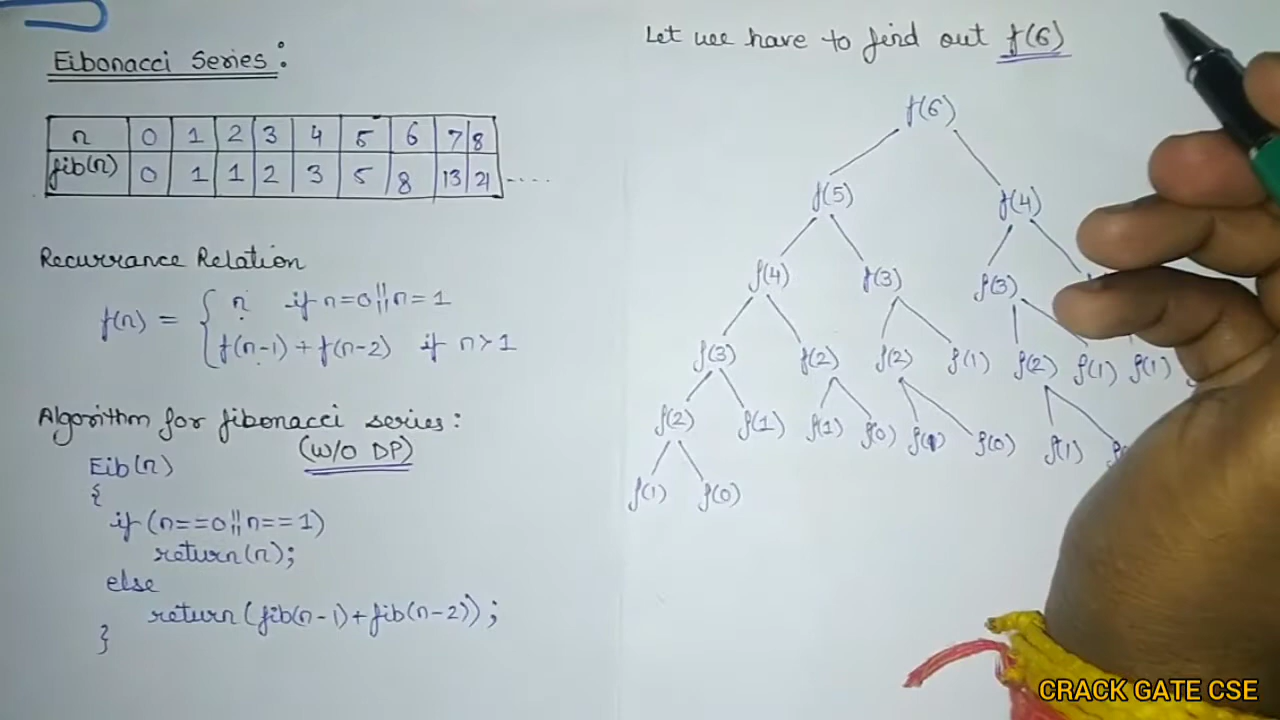 Fibonacci Series:
n 0 1 2 3 4 5 6 7 8
fib(n) 0 1 1 2 3 5 8 13 21 ....
Recurrance Relation
f(n) = { n if n=0||n=1
f(n-1) + f(n-2) if n>1
Algorithm for fibonacci series:
(W/O DP)
Fib(n)
{
if (n==0||n==1)
return(n);
else
return(fib(n-1)+fib(n-2));
}
Let we have to find out f(6)
f(6)
f(5) f(4)
f(4) f(3) f(3)
f(3) f(2) f(2) f(1) f(2) f(1) f(1)
f(2) f(1) f(1) f(0) f(1) f(0) f(1)
f(1) f(0)
CRACK GATE CSE